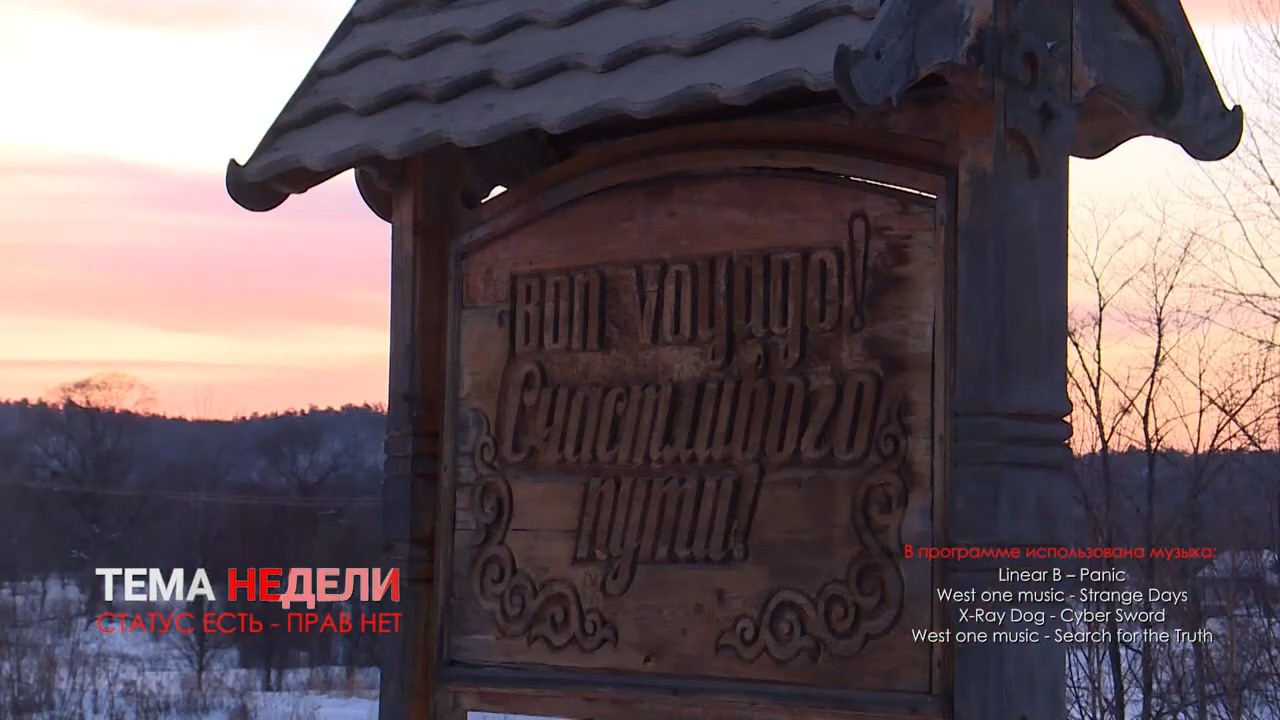 Bon voyage!
Счастливого
пути!
ТЕМА НЕДЕЛИ
СТАТУС ЕСТЬ - ПРАВ НЕТ
В программе использована музыка:
Linear B – Panic
West one music - Strange Days
X-Ray Dog - Cyber Sword
West one music - Search for the Truth